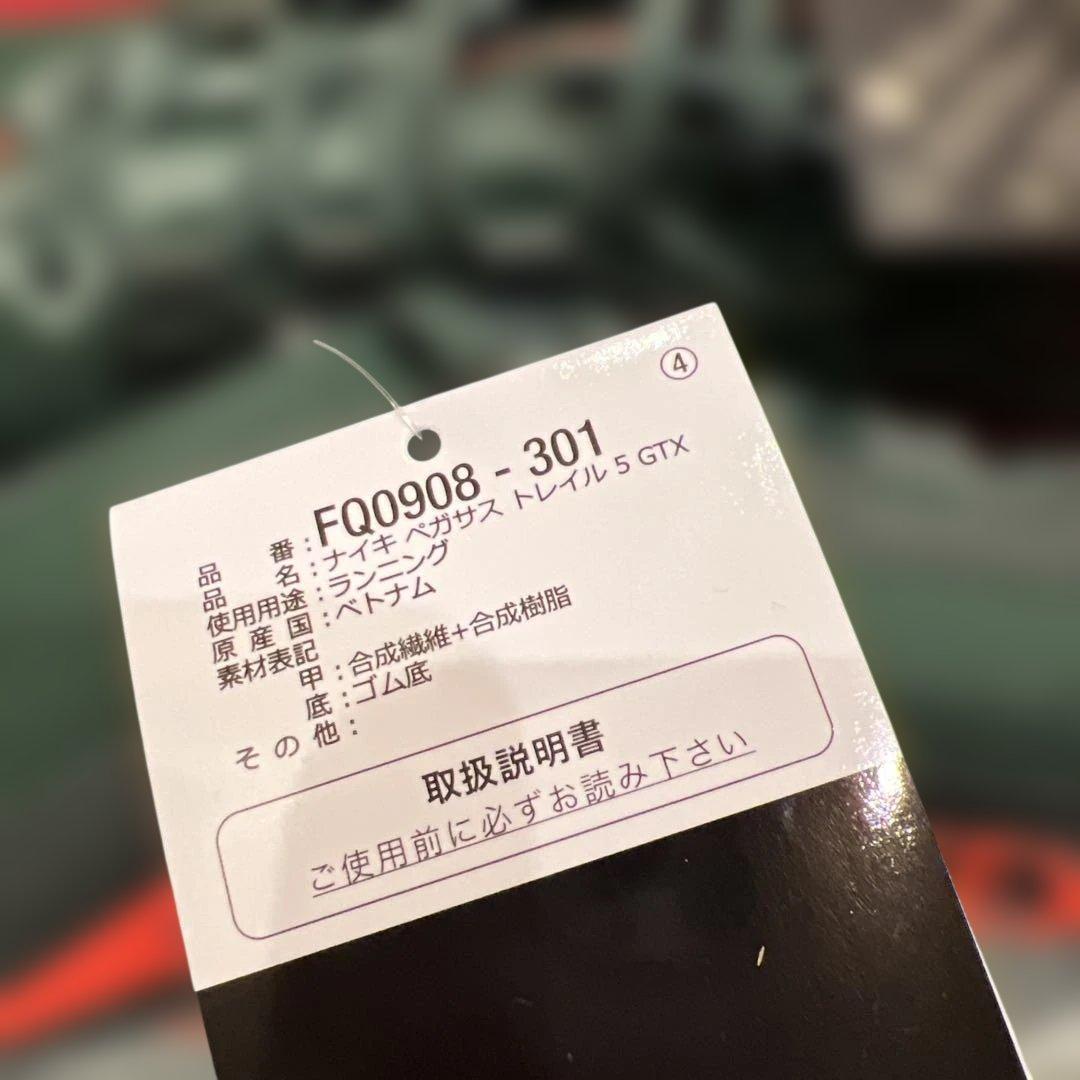 ④
品番：FQ0908 - 301
品名：ナイキ ペガサス トレイル 5 GTX
使用用途：ランニング
原産国：ベトナム
素材表記
甲：合成繊維+合成樹脂
底：ゴム底
その他：
取扱説明書
ご使用前に必ずお読み下さい